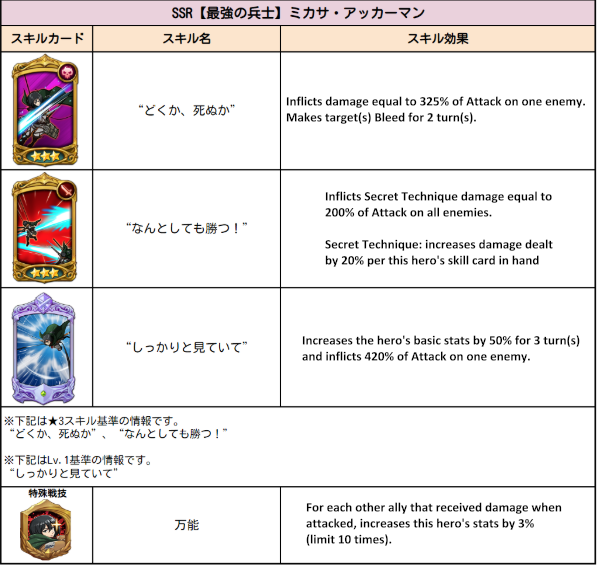 SSR【最強の兵士】ミカサ・アッカーマン
スキルカード
スキル名
スキル効果
“どくか、死ぬか”
Inflicts damage equal to 325% of Attack on one enemy.
Makes target(s) Bleed for 2 turn(s).
“なんとしても勝つ！”
Inflicts Secret Technique damage equal to
200% of Attack on all enemies.
Secret Technique: increases damage dealt
by 20% per this hero's skill card in hand
“しっかりと見ていて”
Increases the hero's basic stats by 50% for 3 turn(s)
and inflicts 420% of Attack on one enemy.
※下記は★3スキル基準の情報です。
“どくか、死ぬか”、“なんとしても勝つ！”
※下記はLv.1基準の情報です。
“しっかりと見ていて”
特殊戦技
万能
For each other ally that received damage when
attacked, increases this hero's stats by 3%
(limit 10 times).